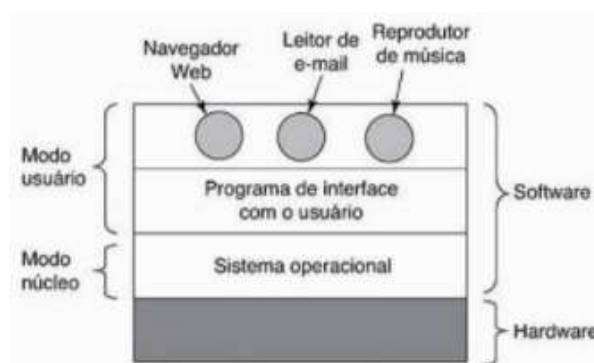 Navegador
Web
Leitor de
e-mail
Reprodutor
de música
Modo
usuário
Programa de interface
com o usuário
Software
Modo
núcleo
Sistema operacional
Hardware